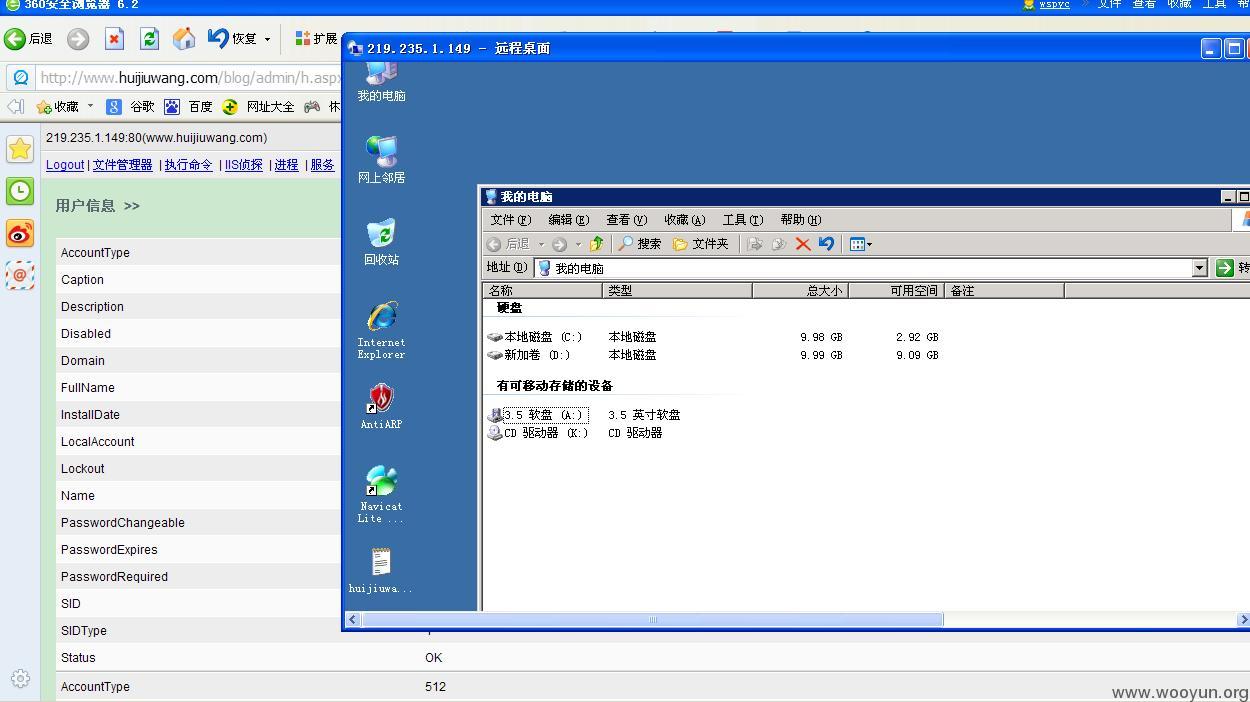 360安全浏览器 6.2
wspyc » 文件 查看 收藏 工具
后退 恢复 扩展
http://www.huijiuwang.com/blog/admin/h.aspx
收藏 谷歌 百度 网址大全
219.235.1.149:80(www.huijiuwang.com)
Logout | 文件管理器 | 执行命令 | IIS侦探 | 进程 | 服务
用户信息 >>
AccountType
Caption
Description
Disabled
Domain
FullName
InstallDate
LocalAccount
Lockout
Name
PasswordChangeable
PasswordExpires
PasswordRequired
SID
SIDType
Status OK
AccountType 512
219.235.1.149 - 远程桌面
我的电脑
网上邻居
回收站
Internet
Explorer
AntiARP
Navicat
Lite ...
huijiuwa...
我的电脑
文件(F) 编辑(E) 查看(V) 收藏(A) 工具(T) 帮助(H)
后退 搜索 文件夹
地址(D) 我的电脑 转
名称 类型 总大小 可用空间 备注
硬盘
本地磁盘 (C:) 本地磁盘 9.98 GB 2.92 GB
新加卷 (D:) 本地磁盘 9.99 GB 9.09 GB
有可移动存储的设备
3.5 软盘 (A:) 3.5 英寸软盘
CD 驱动器 (K:) CD 驱动器
www.wooyun.org